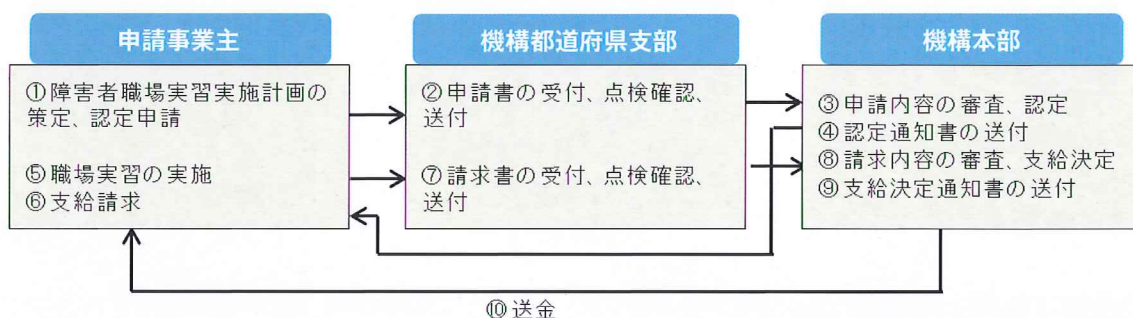 申請事業主
機構都道府県支部
機構本部
①障害者職場実習実施計画の
策定、認定申請
⑤職場実習の実施
⑥支給請求
②申請書の受付、点検確認、
送付
⑦請求書の受付、点検確認、
送付
③申請内容の審査、認定
④認定通知書の送付
⑧請求内容の審査、支給決定
⑨支給決定通知書の送付
⑩送金